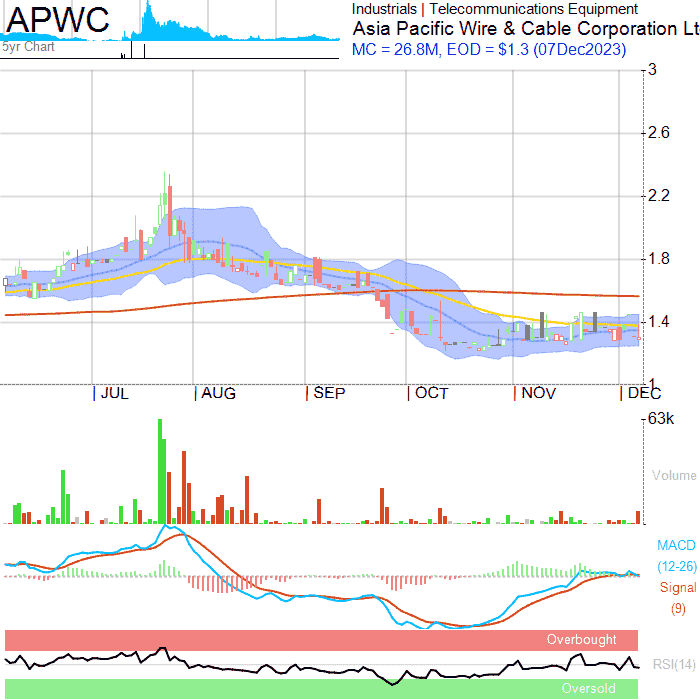 APWC
5yr Chart
Industrials | Telecommunications Equipment
Asia Pacific Wire & Cable Corporation Lt
MC = 26.8M, EOD = $1.3 (07Dec2023)
3
2.6
2.2
1.8
1.4
1
JUL AUG SEP OCT NOV DEC
63k
Volume
MACD
(12-26)
Signal
(9)
Overbought
RSI(14)
Oversold